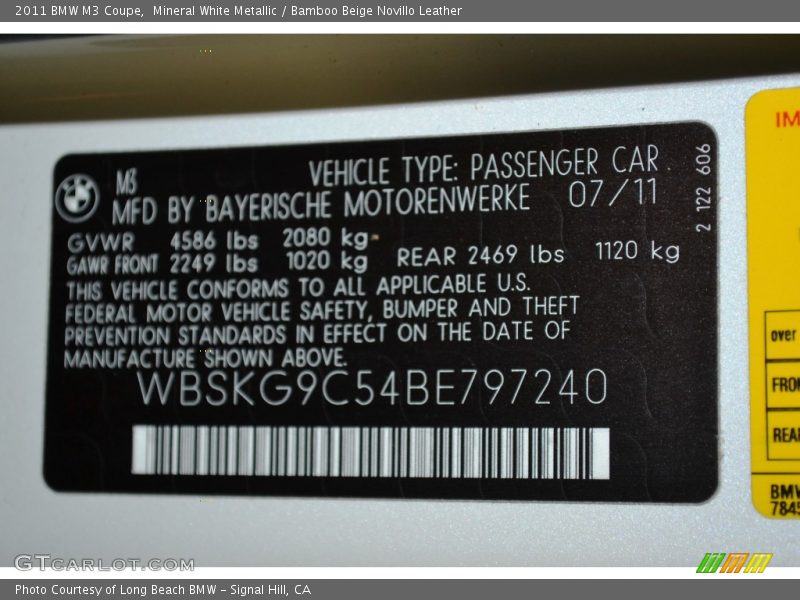 2011 BMW M3 Coupe,  Mineral White Metallic / Bamboo Beige Novillo Leather
M3
VEHICLE TYPE: PASSENGER CAR
MFD BY BAYERISCHE MOTORENWERKE 07/11
2 122 606
GVWR 4586 lbs 2080 kg
GAWR FRONT 2249 lbs 1020 kg REAR 2469 lbs 1120 kg
THIS VEHICLE CONFORMS TO ALL APPLICABLE U.S.
FEDERAL MOTOR VEHICLE SAFETY, BUMPER AND THEFT
PREVENTION STANDARDS IN EFFECT ON THE DATE OF
MANUFACTURE SHOWN ABOVE.
WBSKG9C54BE797240
over
BMW
GTCARLOT.COM
Photo Courtesy of Long Beach BMW - Signal Hill, CA